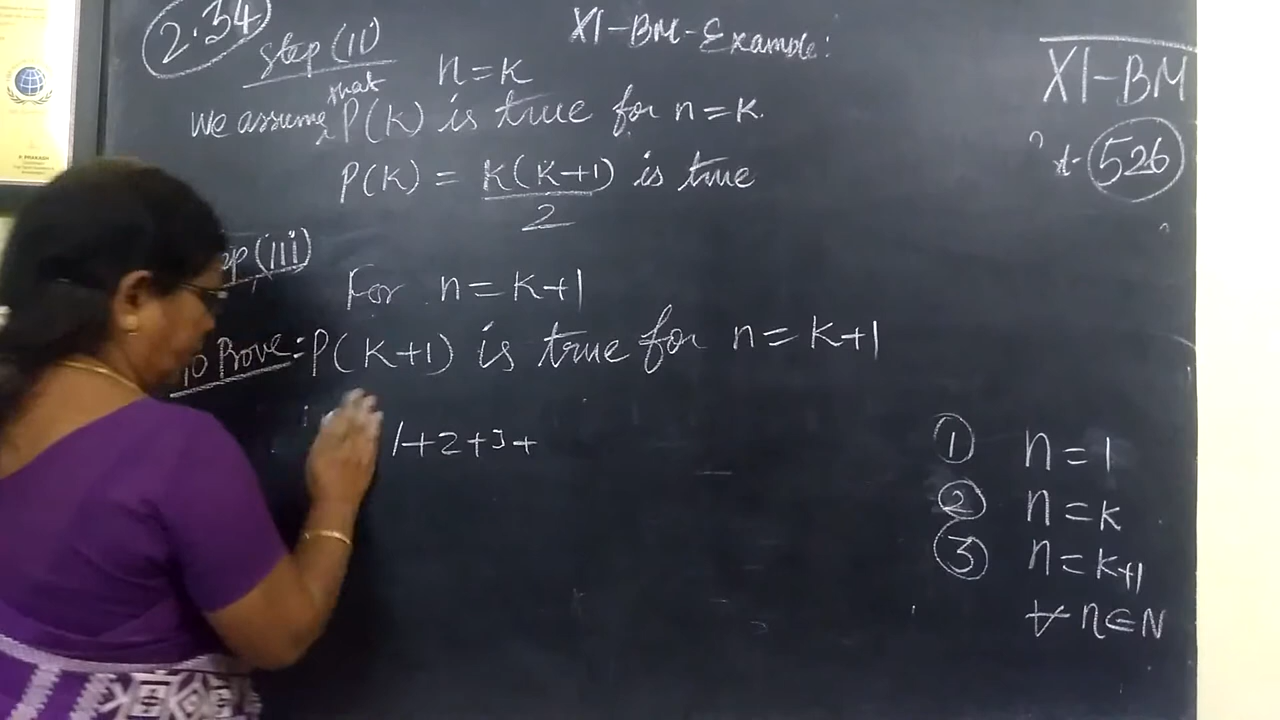 2.34
XI-BM-Example:
Step (ii)
n=K
that
We assume P(K) is true for n=K.
P(K) = K(K+1) is true
2
ep (iii)
For n=K+1
To Prove: P(K+1) is true for n=K+1
1+2+3+
XI-BM
526
① n=1
② n=K
③ n=K+1
∀ n∈N